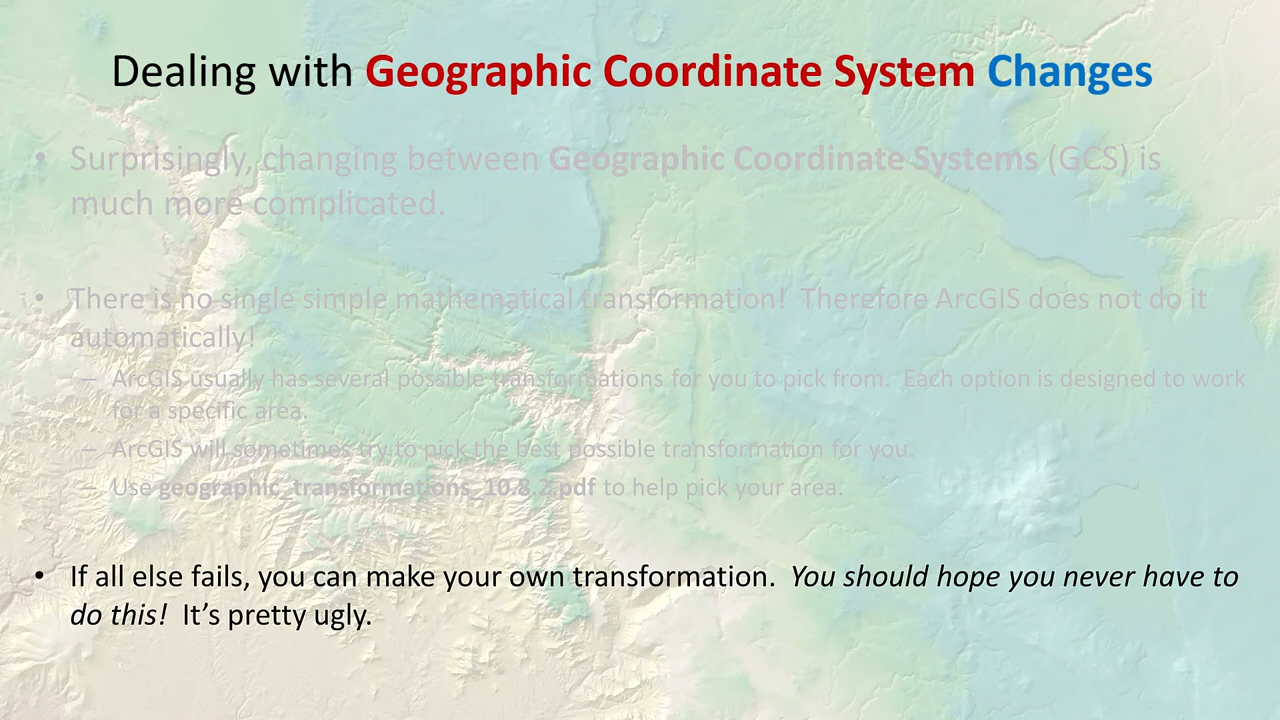 Dealing with Geographic Coordinate System Changes
• Surprisingly, changing between Geographic Coordinate Systems (GCS) is
much more complicated.
• There is no single simple mathematical transformation!  Therefore ArcGIS does not do it
automatically!
– ArcGIS usually has several possible transformations for you to pick from.  Each option is designed to work
for a specific area.
– ArcGIS will sometimes try to pick the best possible transformation for you.
– Use geographic_transformations_10.8.2.pdf to help pick your area.
• If all else fails, you can make your own transformation.  You should hope you never have to
do this!  It’s pretty ugly.